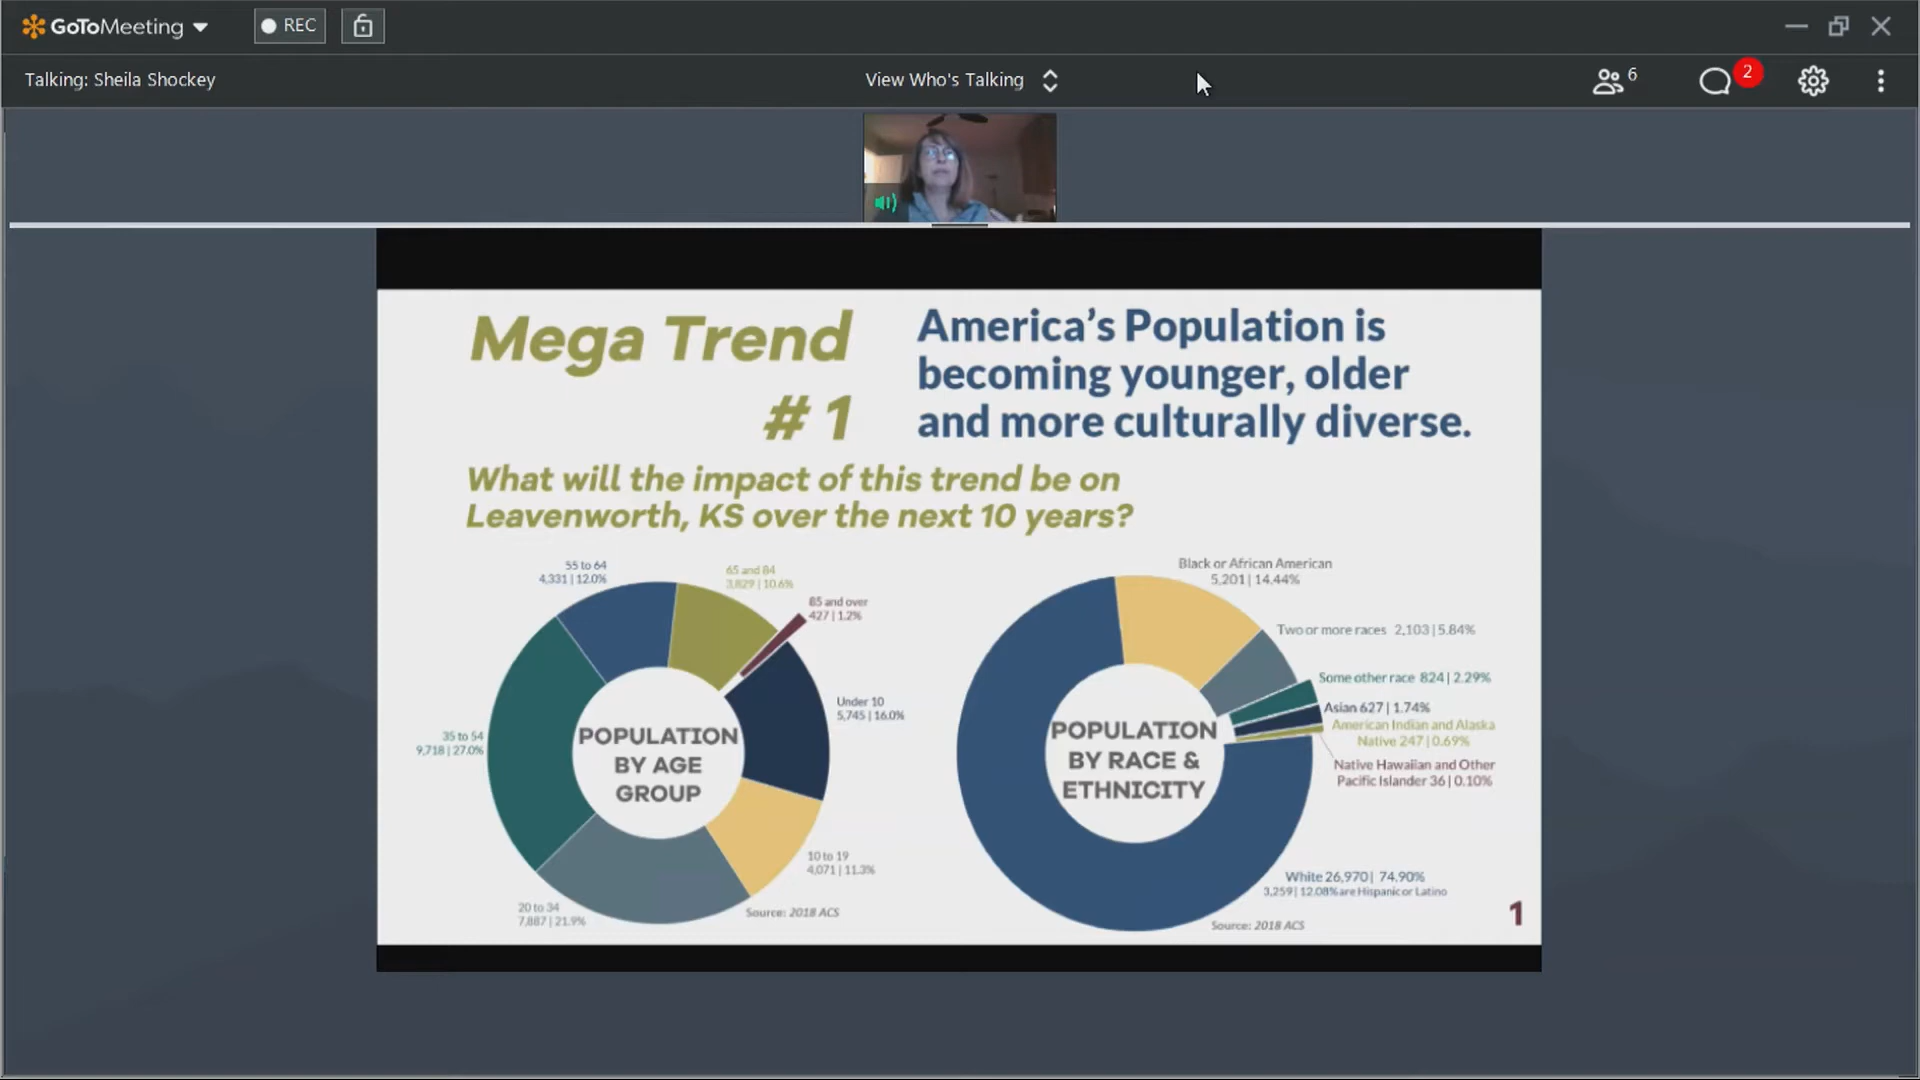 GoToMeeting
REC
Talking: Sheila Shockey
View Who's Talking
6
2
Mega Trend
# 1
America's Population is
becoming younger, older
and more culturally diverse.
What will the impact of this trend be on
Leavenworth, KS over the next 10 years?
55 to 64
4,331 | 12.0%
65 and 84
3,829 | 10.6%
85 and over
427 | 1.2%
Under 10
5,745 | 16.0%
35 to 54
9,718 | 27.0%
POPULATION
BY AGE
GROUP
10 to 19
4,071 | 11.3%
20 to 34
7,887 | 21.9%
Source: 2018 ACS
Black or African American
5,201 | 14.44%
Two or more races 2,103 | 5.84%
Some other race 824 | 2.29%
Asian 627 | 1.74%
American Indian and Alaska
Native 247 | 0.69%
Native Hawaiian and Other
Pacific Islander 36 | 0.10%
POPULATION
BY RACE &
ETHNICITY
White 26,970 | 74.90%
3,259 | 12.08% are Hispanic or Latino
Source: 2018 ACS
1